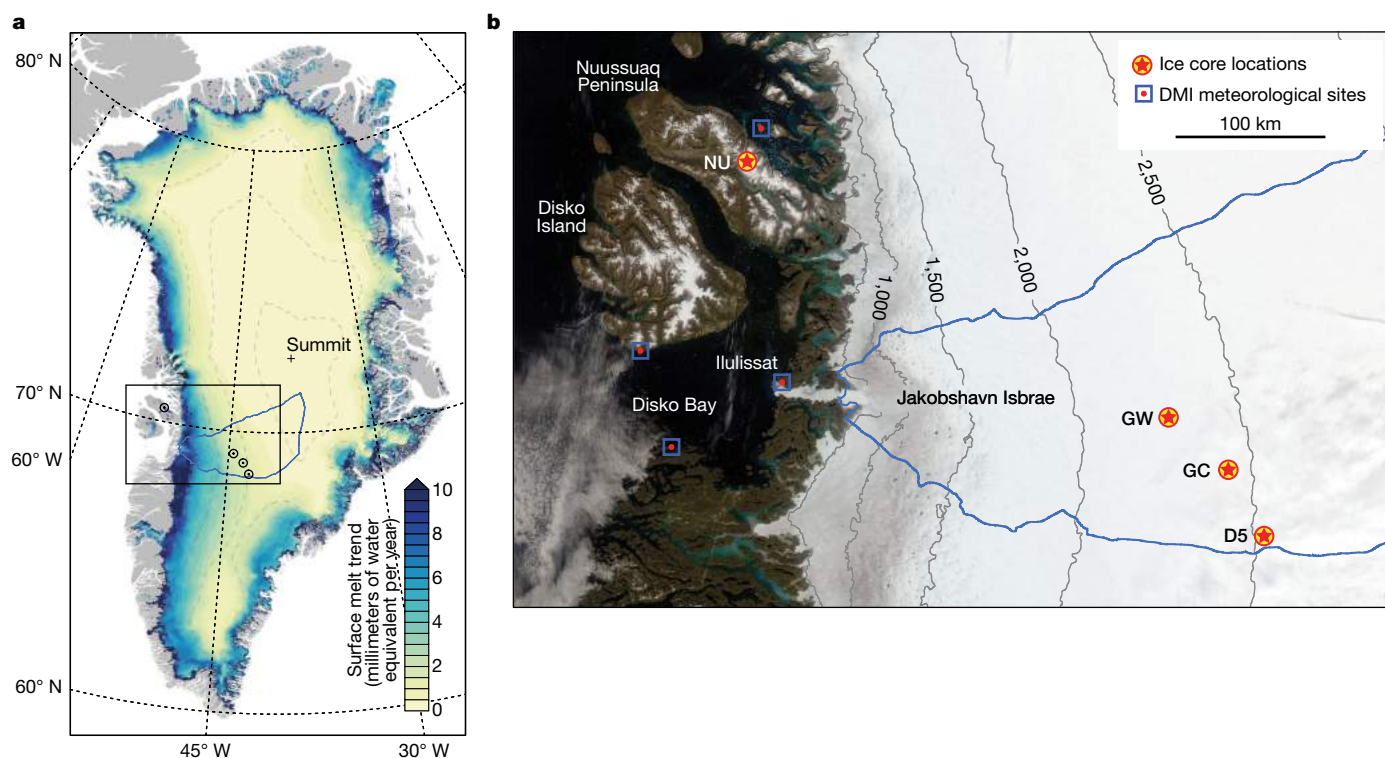 a
80° N
70° N
60° W
60° N
45° W
30° W
Summit
Surface melt trend
(millimeters of water
equivalent per year)
10
8
6
4
2
0
b
Nuussuaq
Peninsula
NU
Disko
Island
Ilulissat
Disko Bay
Jakobshavn Isbrae
1,000
1,500
2,000
2,500
GW
GC
D5
Ice core locations
DMI meteorological sites
100 km